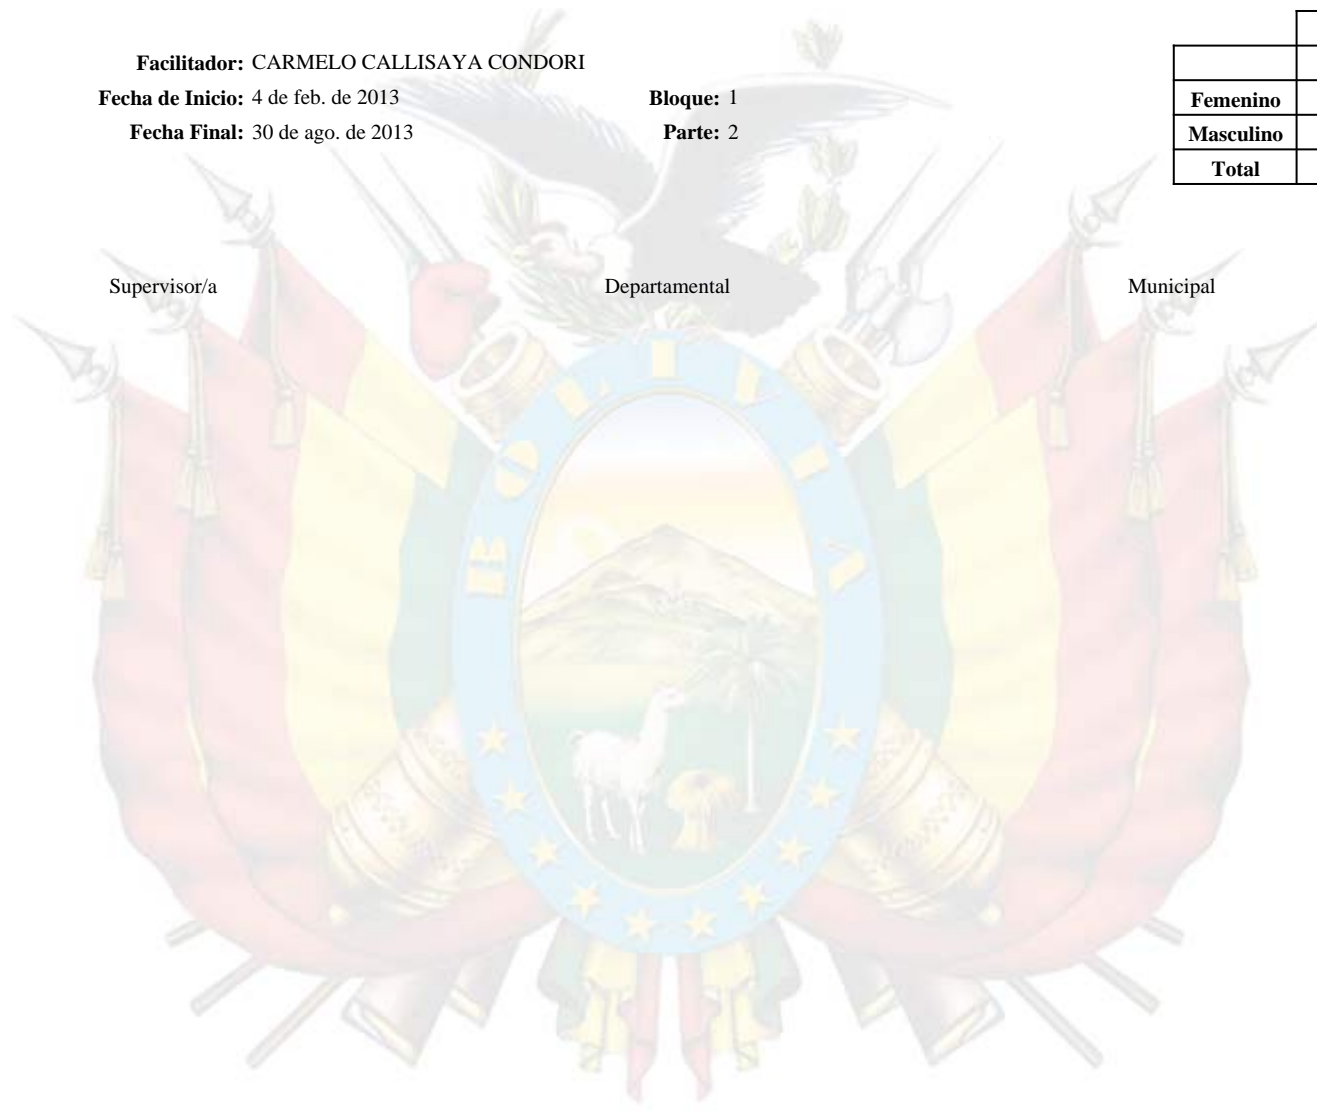 Facilitador: CARMELO CALLISAYA CONDORI
Fecha de Inicio: 4 de feb. de 2013 Bloque: 1
Femenino
Fecha Final: 30 de ago. de 2013 Parte: 2
Masculino
Total
Supervisor/a Departamental Municipal
BOLIVIA